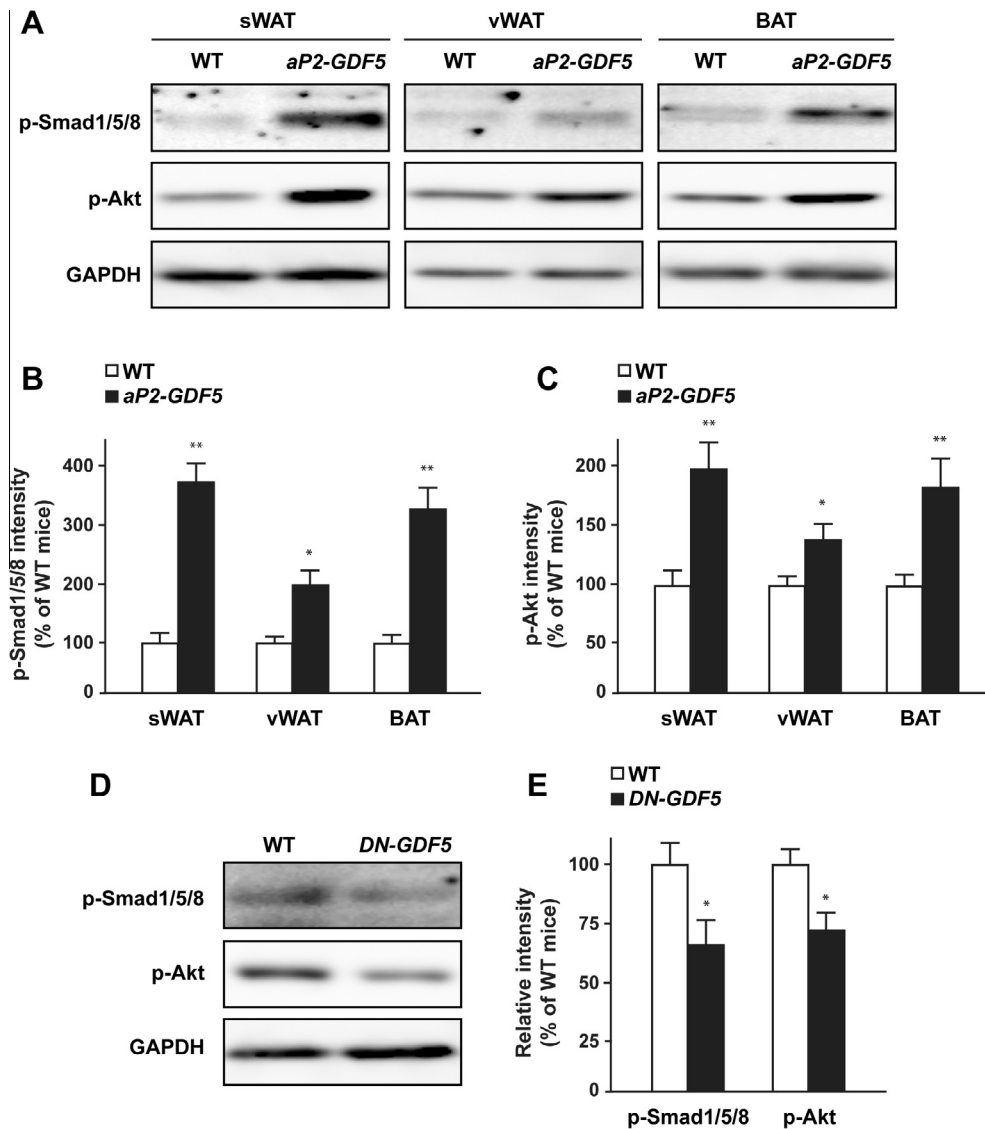 A
sWAT
vWAT
BAT
WT
aP2-GDF5
WT
aP2-GDF5
WT
aP2-GDF5
p-Smad1/5/8
p-Akt
GAPDH
B
WT
aP2-GDF5
p-Smad1/5/8 intensity
(% of WT mice)
400
300
200
100
0
**
*
**
sWAT
vWAT
BAT
C
WT
aP2-GDF5
p-Akt intensity
(% of WT mice)
200
150
100
50
0
**
*
**
sWAT
vWAT
BAT
D
WT
DN-GDF5
p-Smad1/5/8
p-Akt
GAPDH
E
WT
DN-GDF5
Relative intensity
(% of WT mice)
100
75
50
25
0
*
*
p-Smad1/5/8
p-Akt